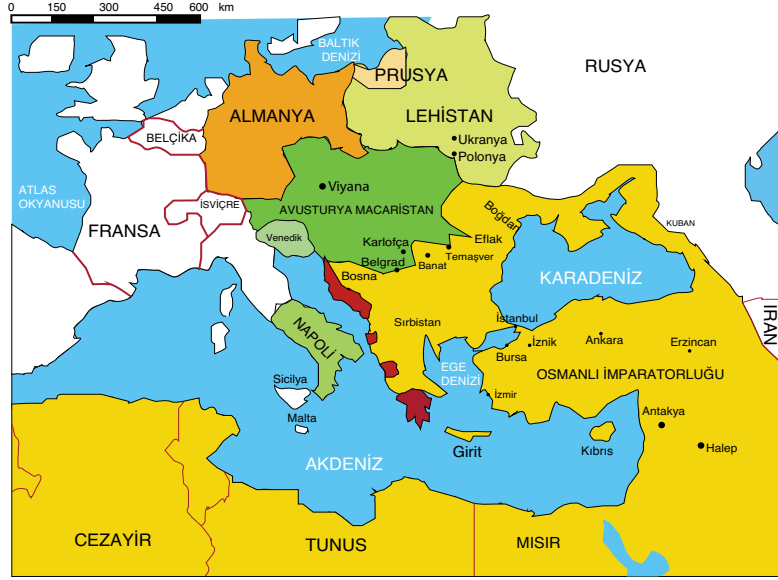 0 150 300 450 600 km
BALTIK
DENİZİ
RUSYA
PRUSYA
ALMANYA
LEHİSTAN
BELÇİKA
Ukranya
Polonya
ATLAS
OKYANUSU
Viyana
İSVİÇRE
AVUSTURYA MACARİSTAN
FRANSA
Venedik
Boğdan
KUBAN
Eflak
Karlofça
Temaşver
Banat
Belgrad
Bosna
KARADENİZ
IRAN
NAPOLİ
Sırbistan
İstanbul
İznik
Ankara
Erzincan
Bursa
EGE
DENİZİ
OSMANLI İMPARATORLUĞU
Sicilya
İzmir
Malta
Antakya
Girit
Kıbrıs
Halep
AKDENİZ
CEZAYİR
TUNUS
MISIR